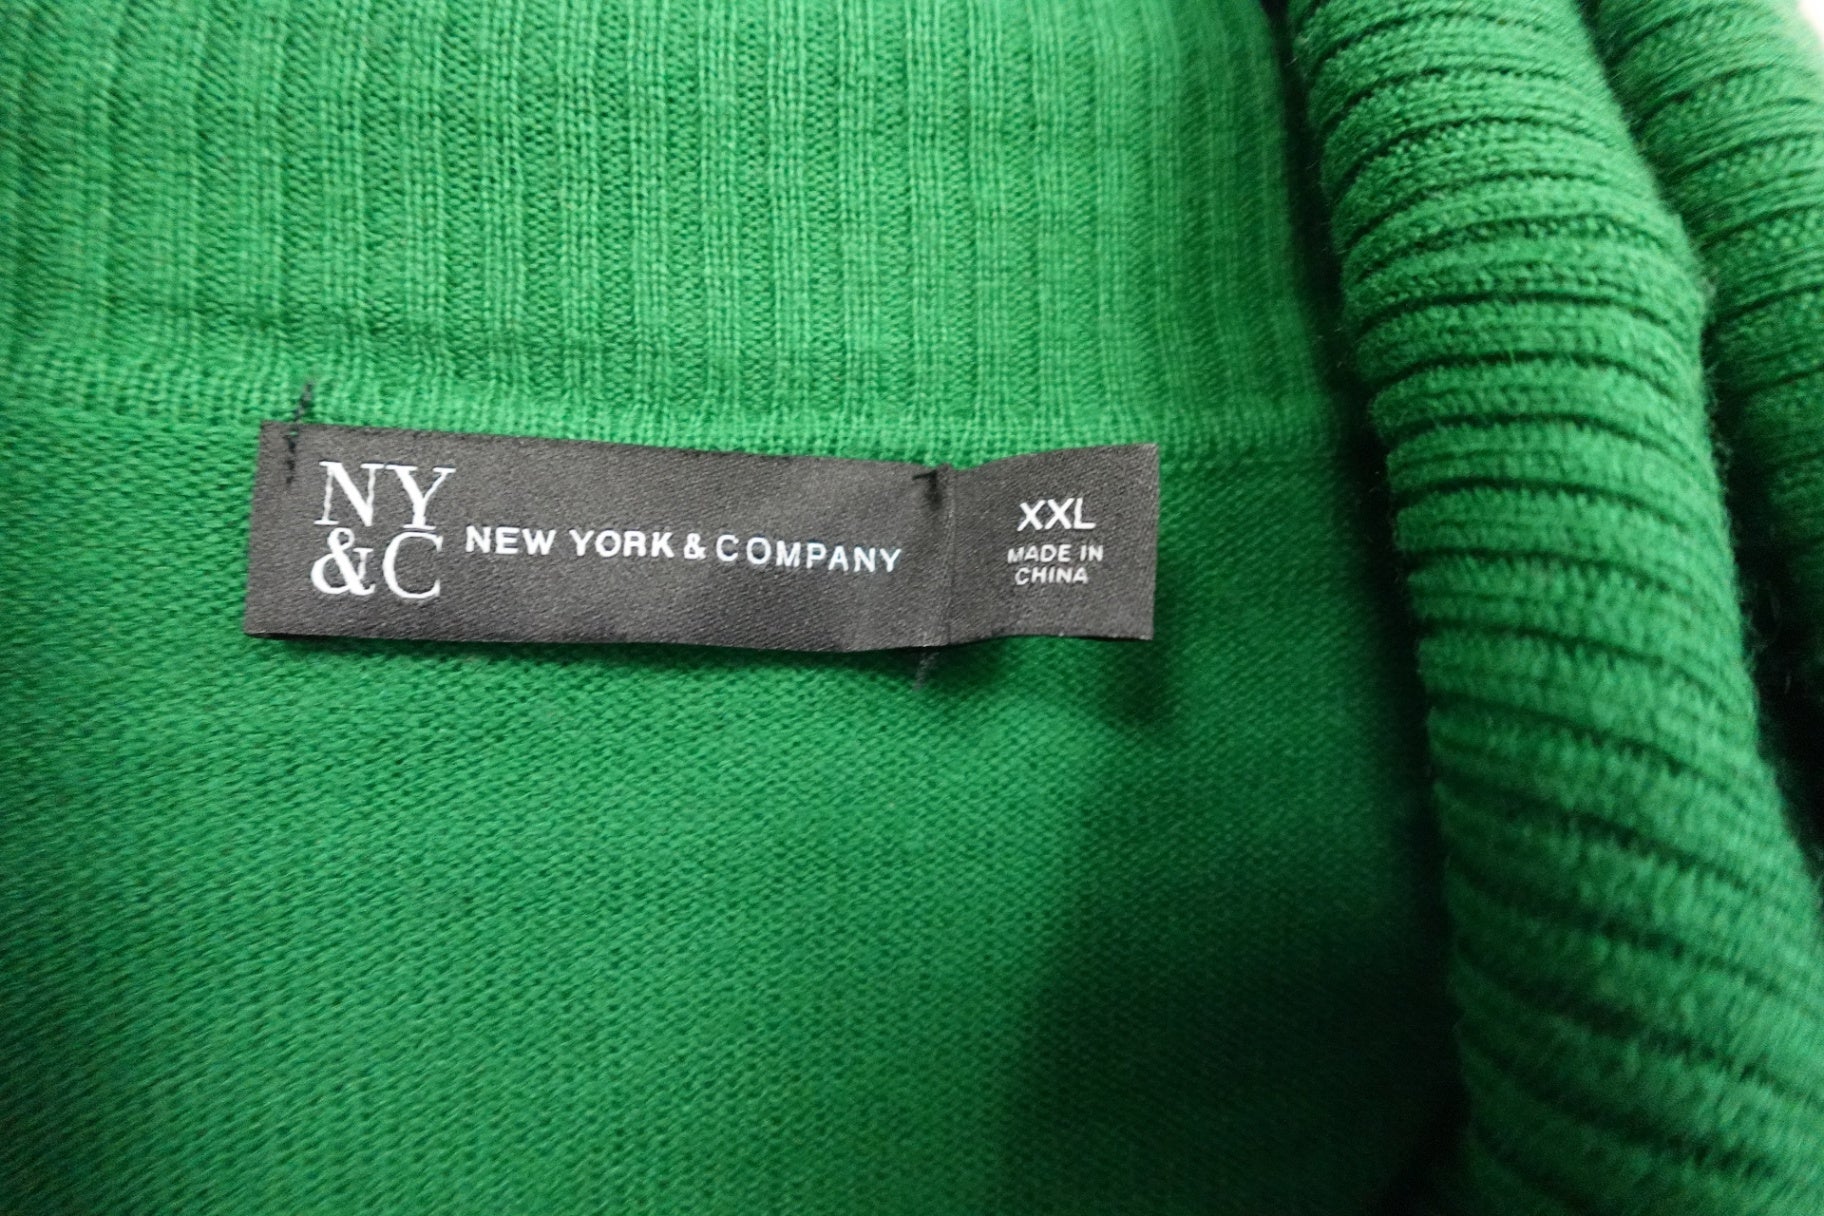 NY
&C
NEW YORK & COMPANY
XXL
MADE IN
CHINA